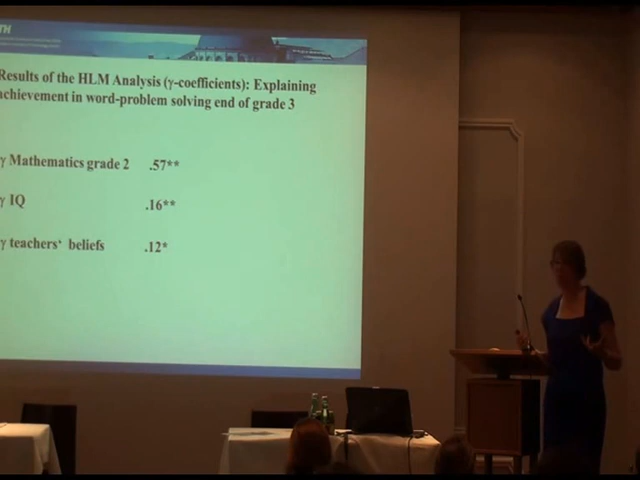 TH
Results of the HLM Analysis (γ-coefficients): Explaining
achievement in word-problem solving end of grade 3
γ Mathematics grade 2 .57**
γ IQ .16**
γ teachers‘ beliefs .12*